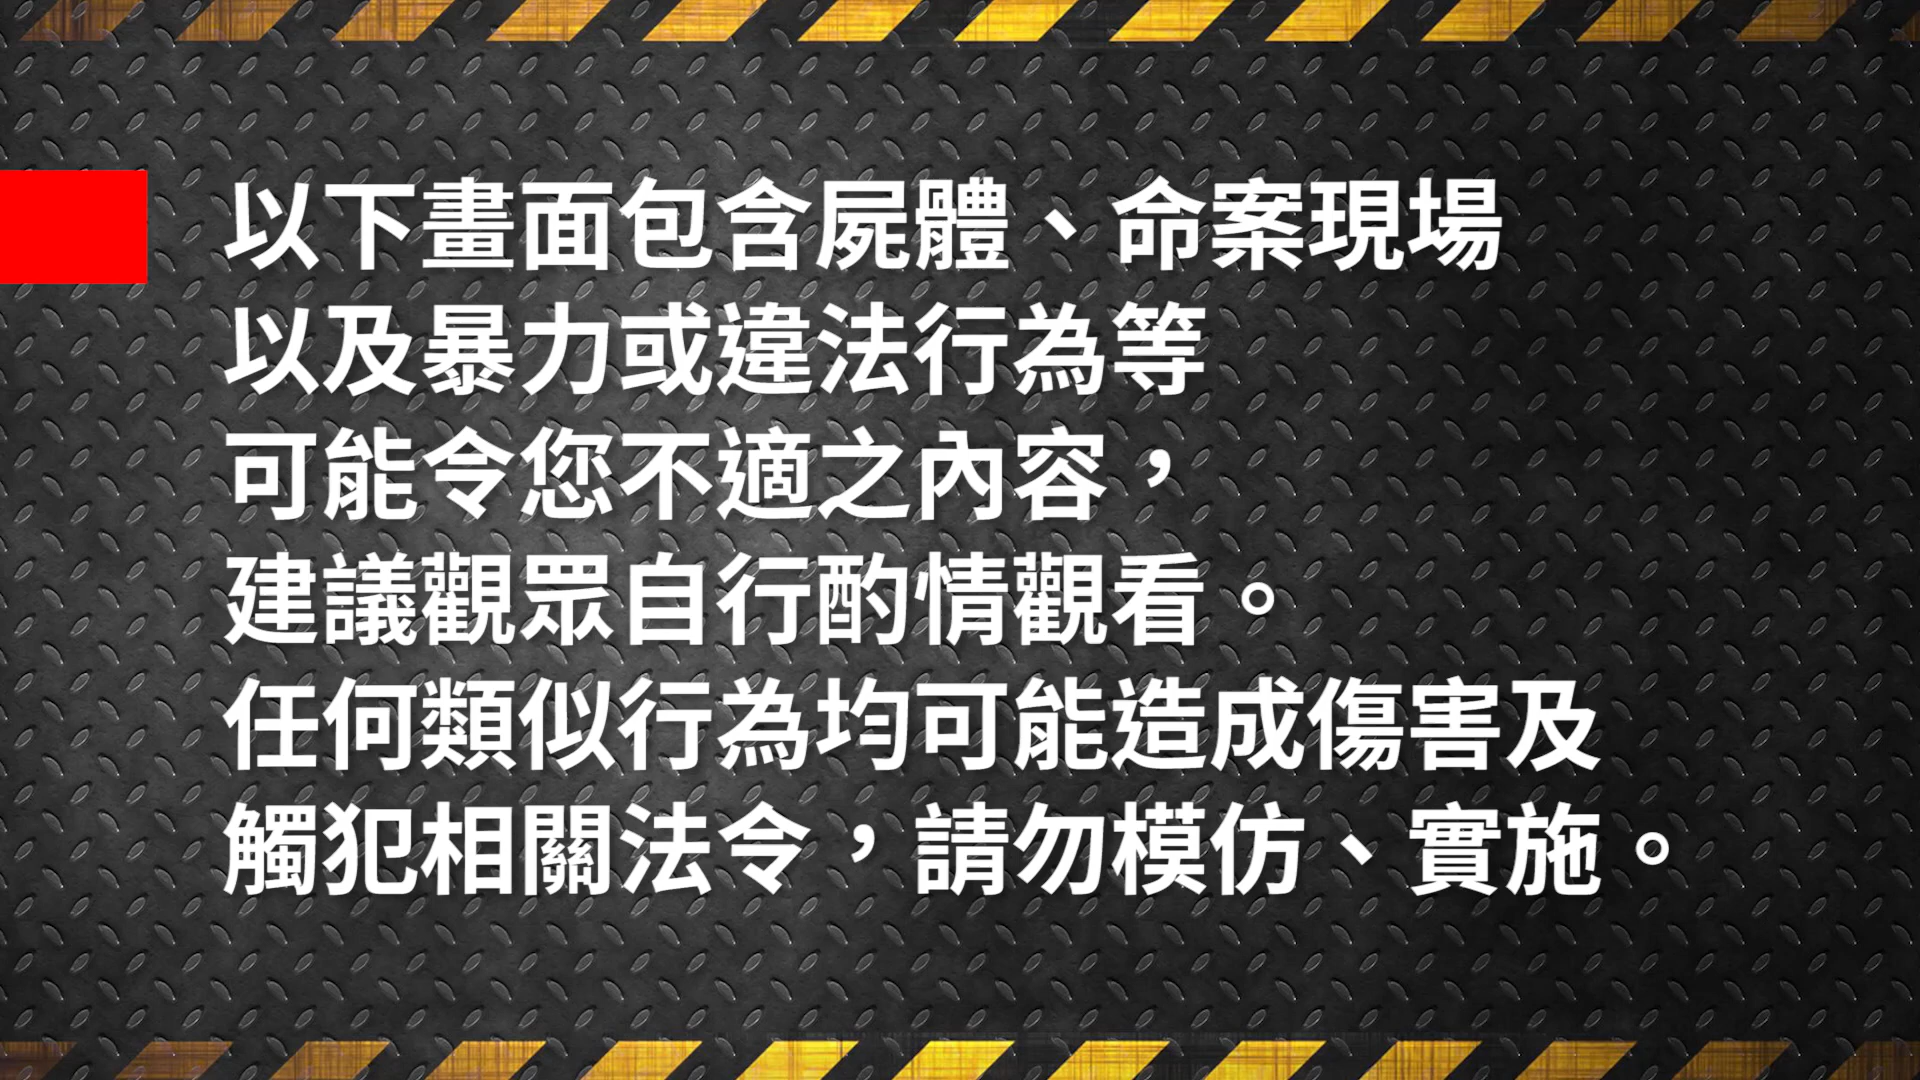 以下畫面包含屍體、命案現場
以及暴力或違法行為等
可能令您不適之內容，
建議觀眾自行酌情觀看。
任何類似行為均可能造成傷害及
觸犯相關法令，請勿模仿、實施。